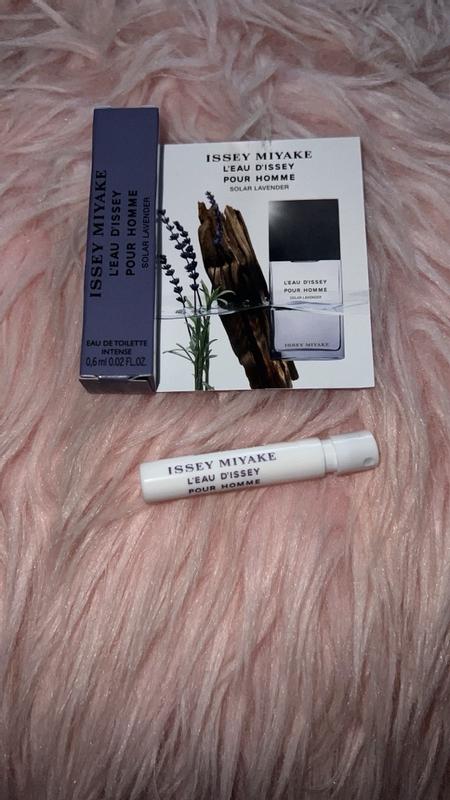 ISSEY MIYAKE
L'EAU D'ISSEY
POUR HOMME
SOLAR LAVENDER
EAU DE TOILETTE
INTENSE
0,6 ml 0.02 FL.OZ.
ISSEY MIYAKE
L'EAU D'ISSEY
POUR HOMME
SOLAR LAVENDER
L'EAU D'ISSEY
POUR HOMME
SOLAR LAVENDER
ISSEY MIYAKE
ISSEY MIYAKE
L'EAU D'ISSEY
POUR HOMME